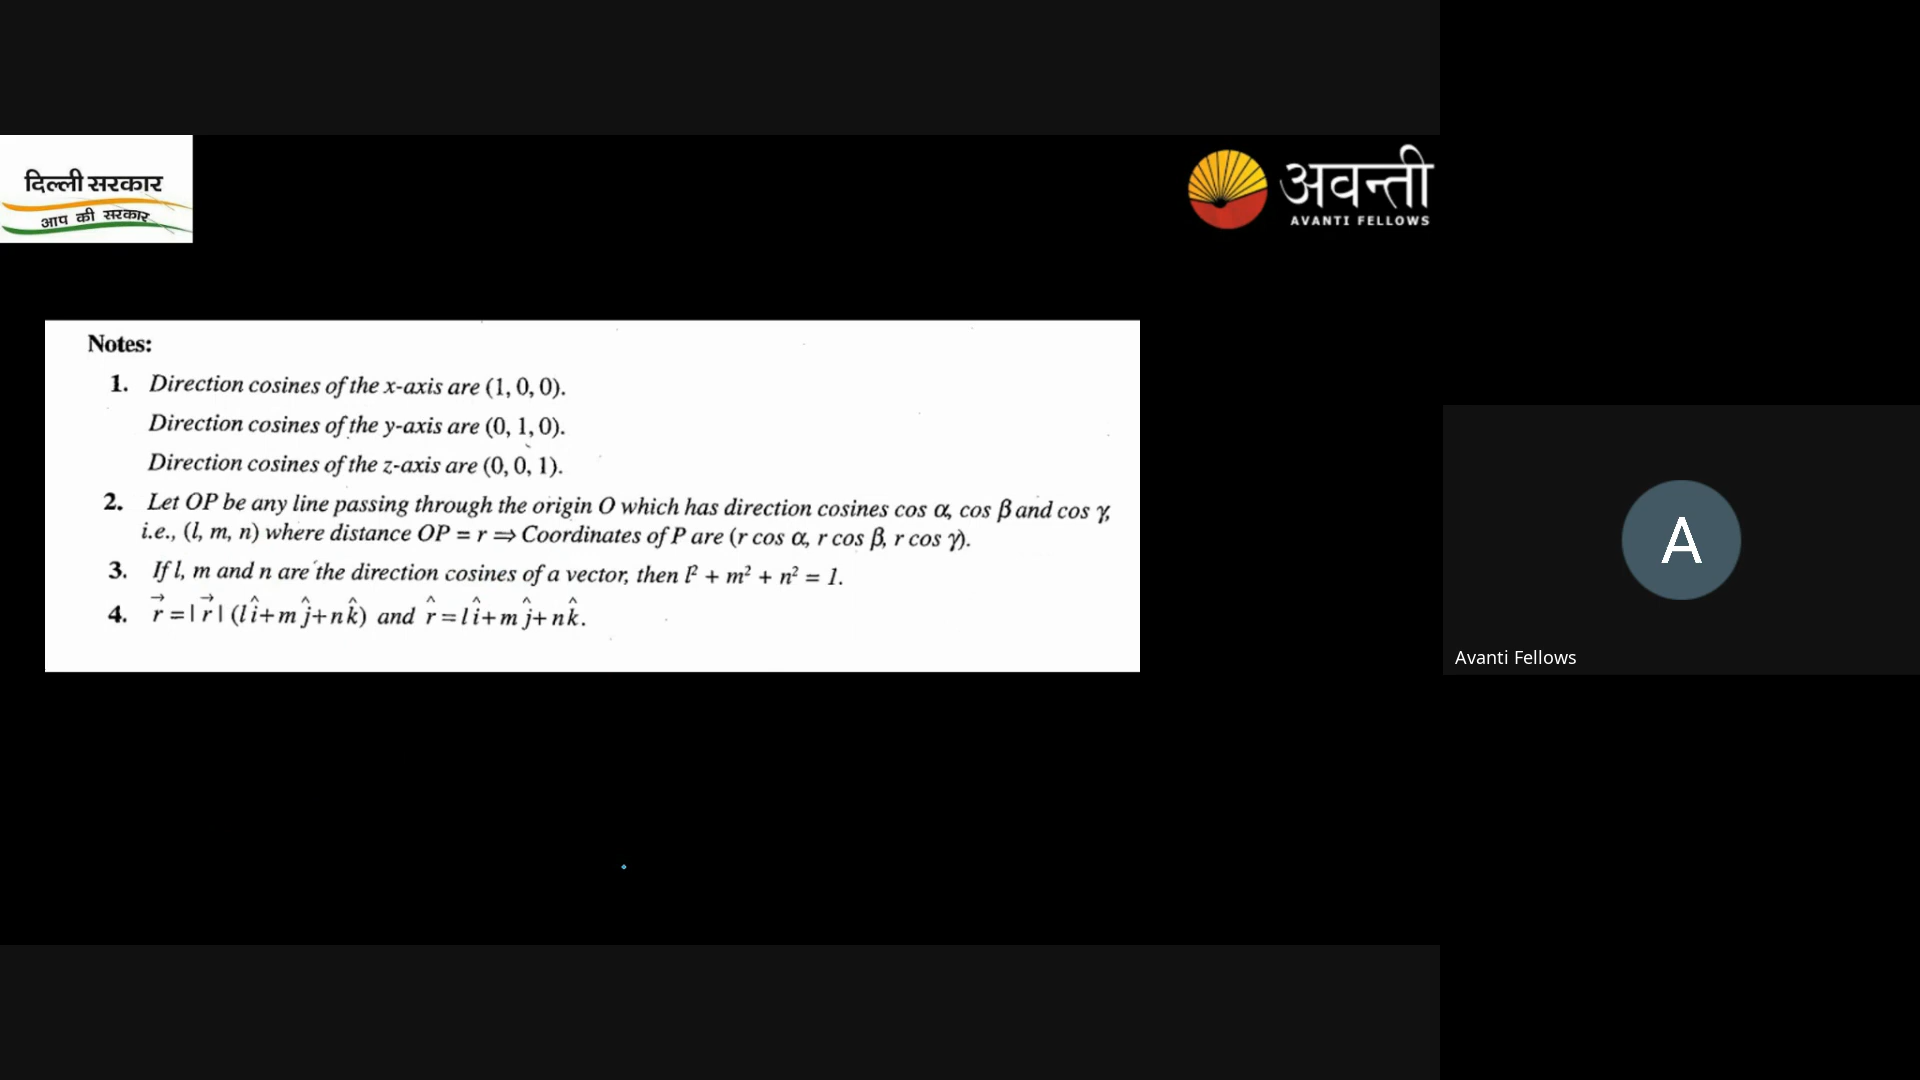 दिल्ली सरकार
आप की सरकार
अवन्ती
AVANTI FELLOWS
Notes:
1. Direction cosines of the x-axis are (1, 0, 0).
Direction cosines of the y-axis are (0, 1, 0).
Direction cosines of the z-axis are (0, 0, 1).
2. Let OP be any line passing through the origin O which has direction cosines cos α, cos β and cos γ,
i.e., (l, m, n) where distance OP = r ⇒ Coordinates of P are (r cos α, r cos β, r cos γ).
3. If l, m and n are the direction cosines of a vector, then l² + m² + n² = 1.
4. r⃗ = | r⃗ | (l î + m ĵ + n k̂) and r̂ = l î + m ĵ + n k̂.
A
Avanti Fellows